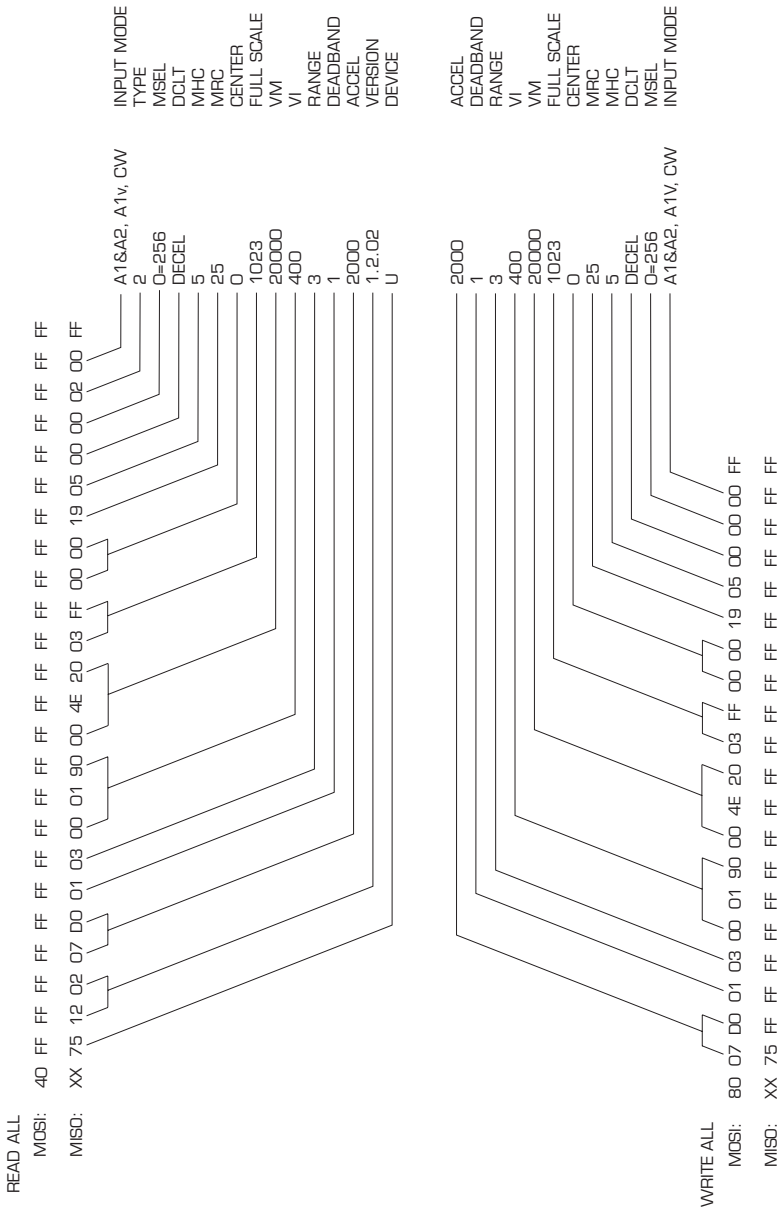 READ ALL
MOSI: 40 FF FF FF FF FF FF FF FF FF FF FF FF FF FF FF FF FF FF FF FF FF FF FF FF
MISO: XX 75 12 02 07 D0 01 03 00 01 90 00 4E 20 03 FF 00 00 19 05 00 00 02 00 FF
A1&A2, A1v, CW INPUT MODE
2 TYPE
0=256 MSEL
DECEL DCLT
5 MHC
25 MRC
0 CENTER
1023 FULL SCALE
20000 VM
400 VI
3 RANGE
1 DEADBAND
2000 ACCEL
1.2.02 VERSION
U DEVICE
2000 ACCEL
1 DEADBAND
3 RANGE
400 VI
20000 VM
1023 FULL SCALE
0 CENTER
25 MRC
5 MHC
DECEL DCLT
0=256 MSEL
A1&A2, A1V, CW INPUT MODE
WRITE ALL
MOSI: 80 07 D0 01 03 00 01 90 00 4E 20 03 FF 00 00 19 05 00 00 00 FF
MISO: XX 75 FF FF FF FF FF FF FF FF FF FF FF FF FF FF FF FF FF FF FF